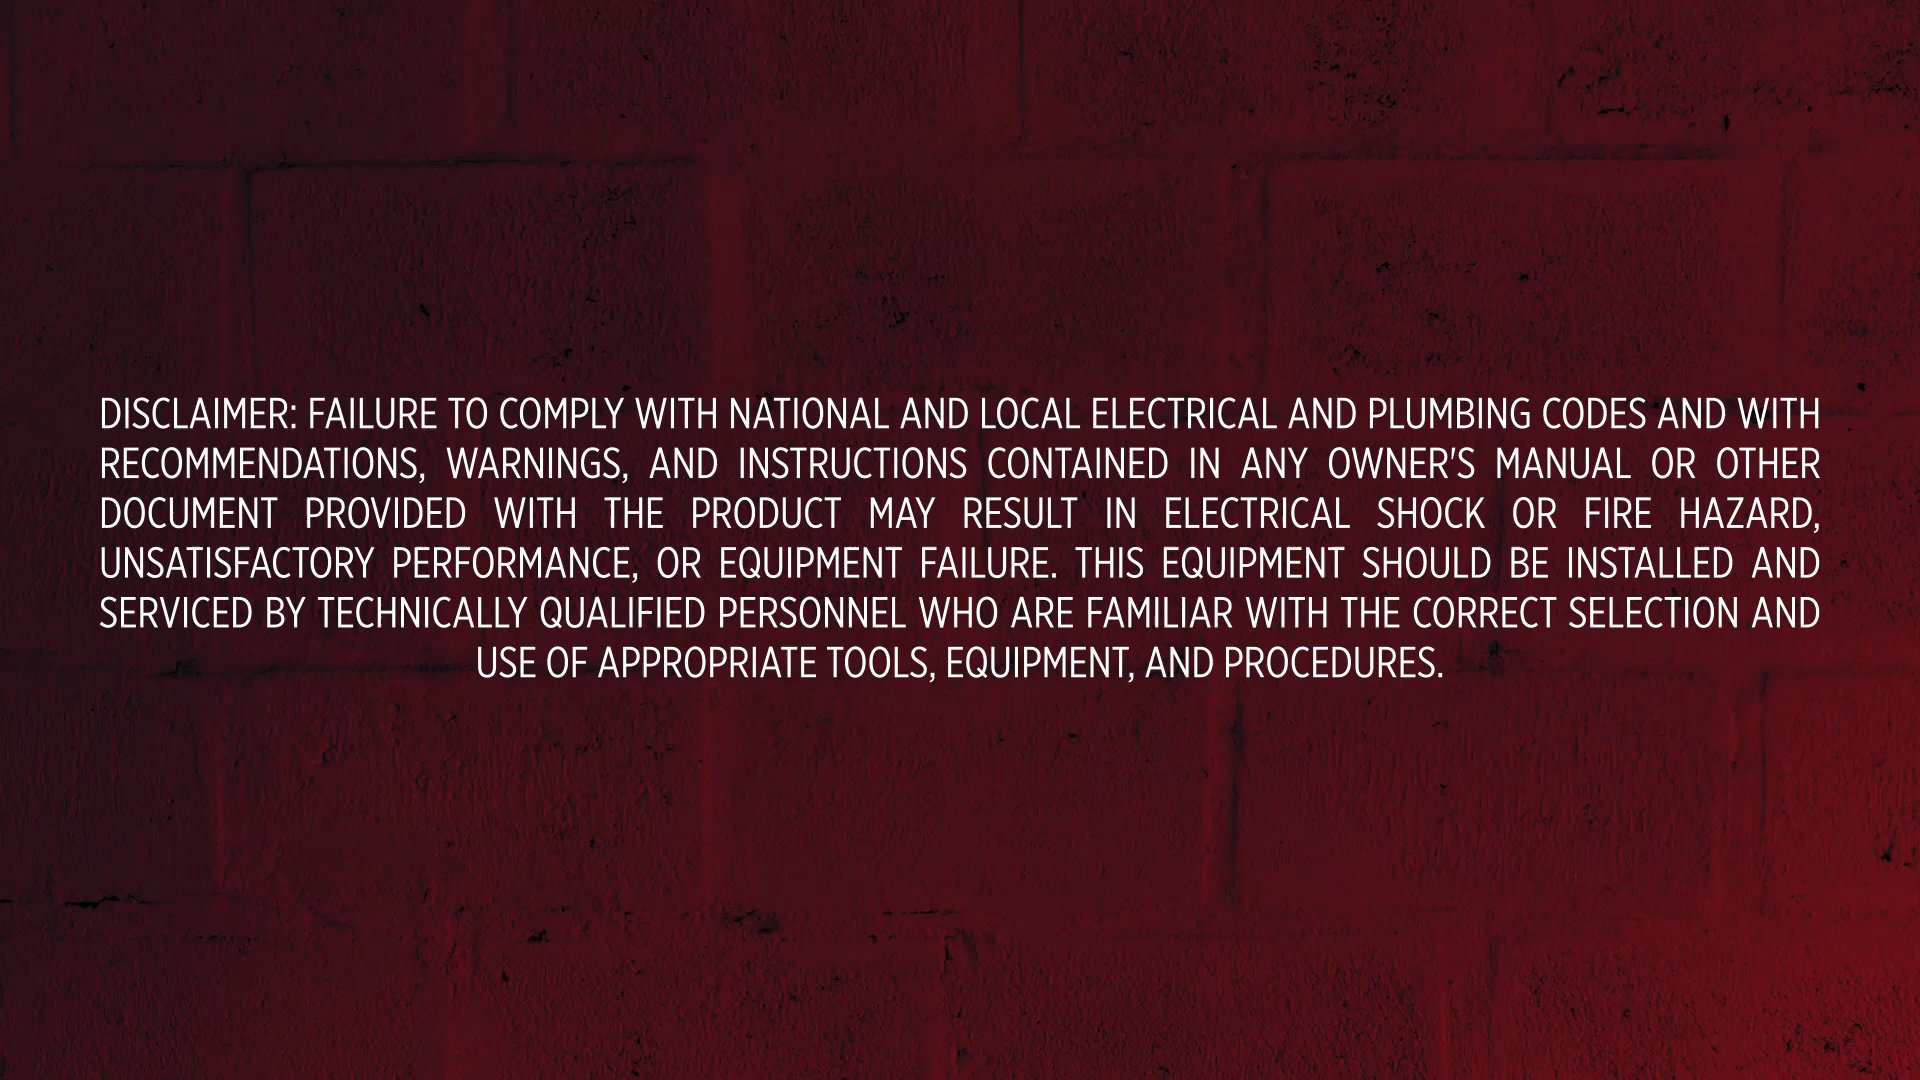 DISCLAIMER: FAILURE TO COMPLY WITH NATIONAL AND LOCAL ELECTRICAL AND PLUMBING CODES AND WITH
RECOMMENDATIONS, WARNINGS, AND INSTRUCTIONS CONTAINED IN ANY OWNER'S MANUAL OR OTHER
DOCUMENT PROVIDED WITH THE PRODUCT MAY RESULT IN ELECTRICAL SHOCK OR FIRE HAZARD,
UNSATISFACTORY PERFORMANCE, OR EQUIPMENT FAILURE. THIS EQUIPMENT SHOULD BE INSTALLED AND
SERVICED BY TECHNICALLY QUALIFIED PERSONNEL WHO ARE FAMILIAR WITH THE CORRECT SELECTION AND
USE OF APPROPRIATE TOOLS, EQUIPMENT, AND PROCEDURES.